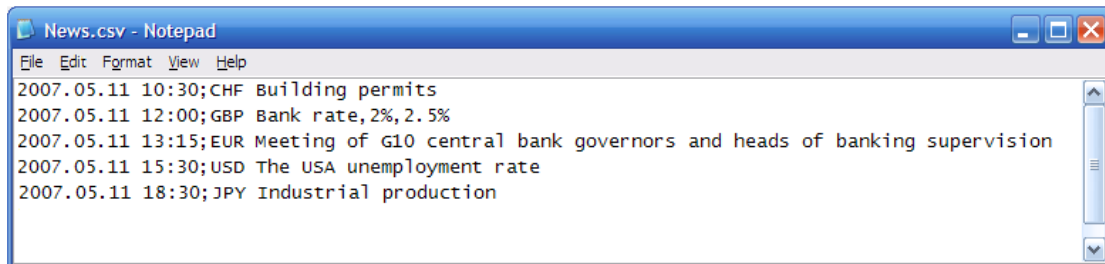 News.csv - Notepad
File Edit Format View Help
2007.05.11 10:30;CHF Building permits
2007.05.11 12:00;GBP Bank rate,2%,2.5%
2007.05.11 13:15;EUR Meeting of G10 central bank governors and heads of banking supervision
2007.05.11 15:30;USD The USA unemployment rate
2007.05.11 18:30;JPY Industrial production